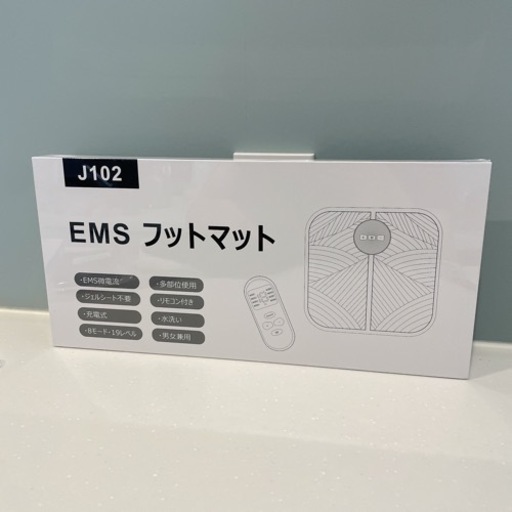 J102
EMS フットマット
・EMS微電流
・多部位使用
・ジェルシート不要
・リモコン付き
・充電式
・水洗い
・8モード・19レベル
・男女兼用